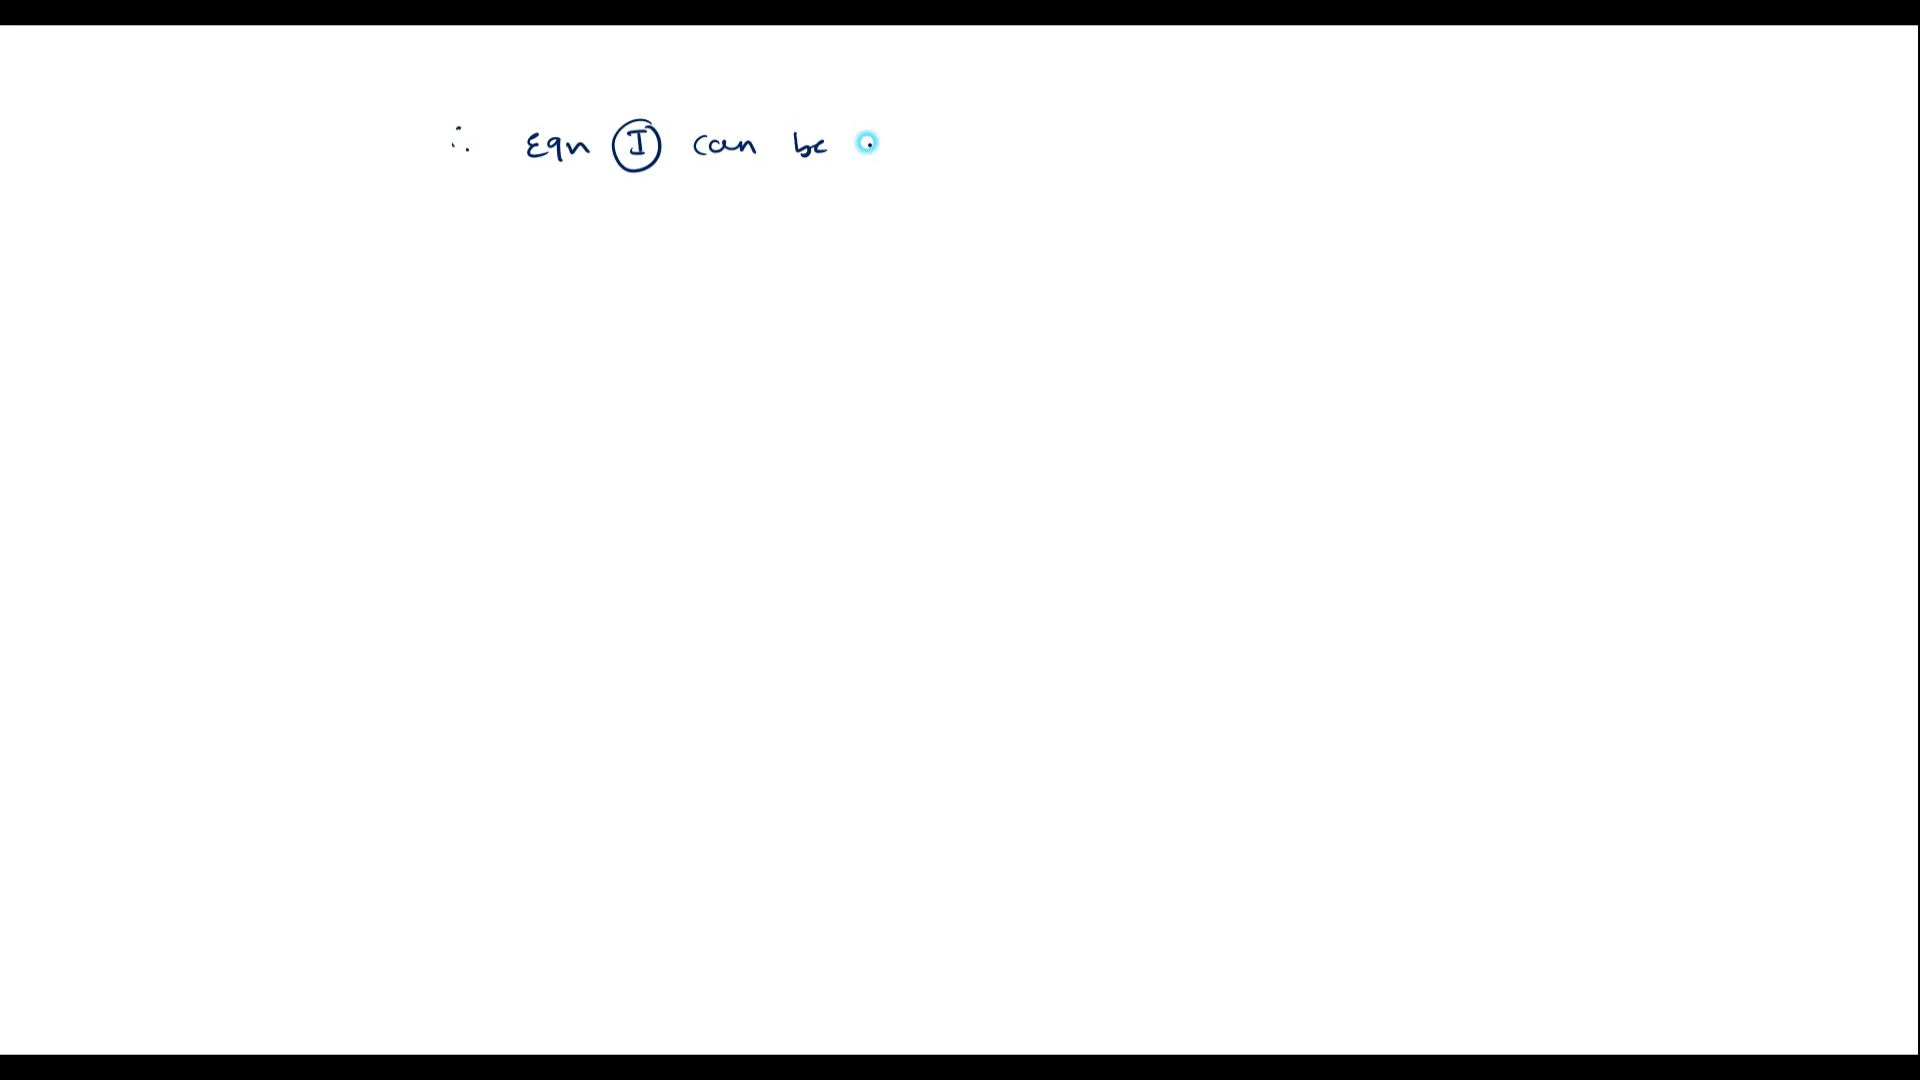 ∴ Eqn Ⓘ can be